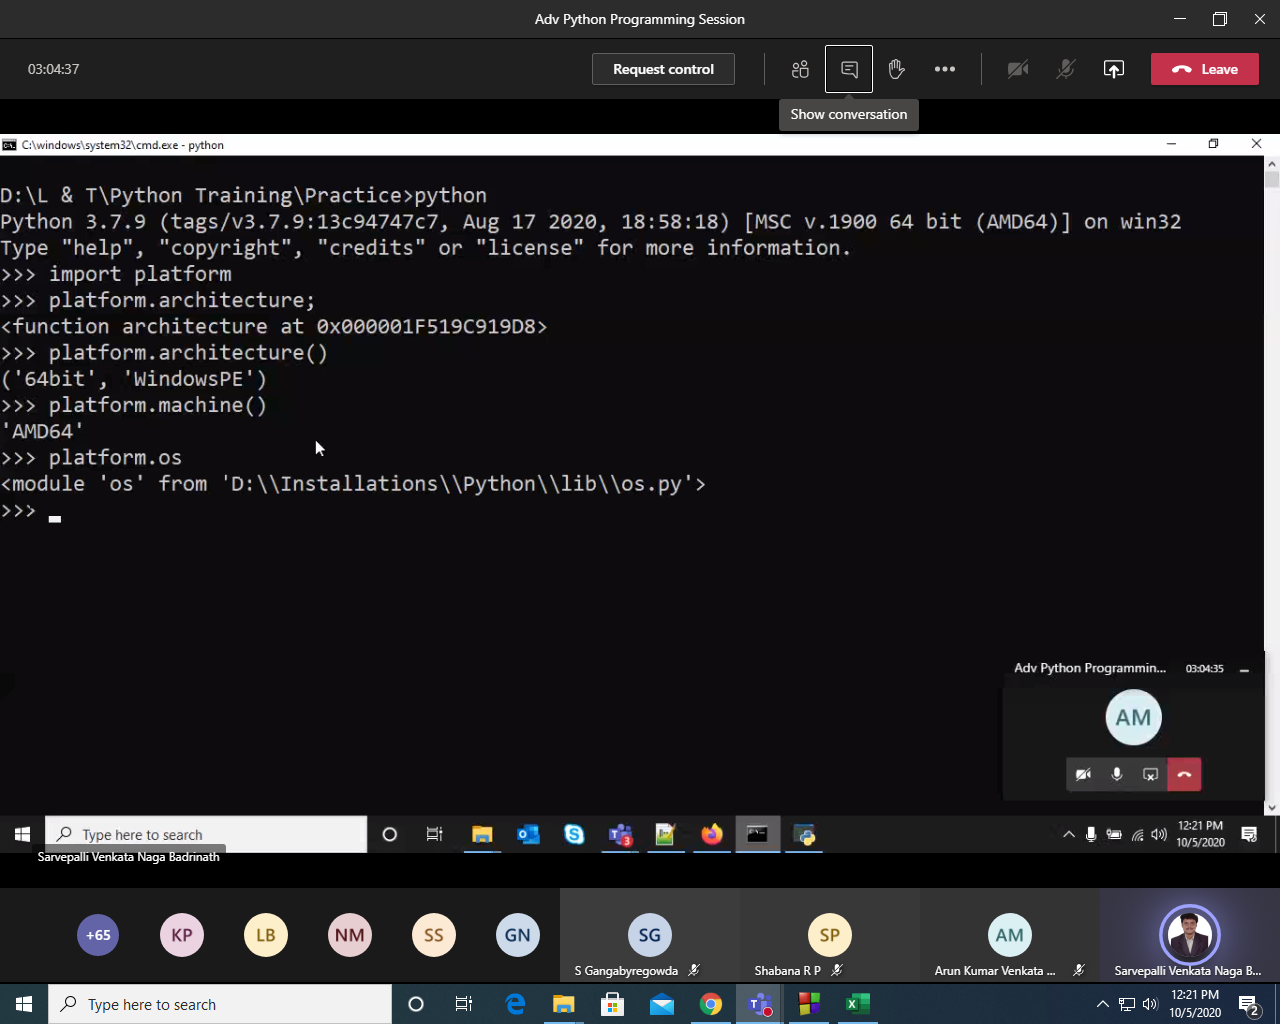 Adv Python Programming Session
03:04:37
Request control
Leave
Show conversation
C:\windows\system32\cmd.exe - python
D:\L & T\Python Training\Practice>python
Python 3.7.9 (tags/v3.7.9:13c94747c7, Aug 17 2020, 18:58:18) [MSC v.1900 64 bit (AMD64)] on win32
Type "help", "copyright", "credits" or "license" for more information.
>>> import platform
>>> platform.architecture;
<function architecture at 0x000001F519C919D8>
>>> platform.architecture()
('64bit', 'WindowsPE')
>>> platform.machine()
'AMD64'
>>> platform.os
<module 'os' from 'D:\\Installations\\Python\\lib\\os.py'>
>>>
Adv Python Programmin... 03:04:35
AM
Type here to search
3
12:21 PM
10/5/2020
Sarvepalli Venkata Naga Badrinath
+65
KP
LB
NM
SS
GN
SG
SP
AM
S Gangabyregowda
Shabana R P
Arun Kumar Venkata ...
Sarvepalli Venkata Naga B...
Type here to search
12:21 PM
10/5/2020
2